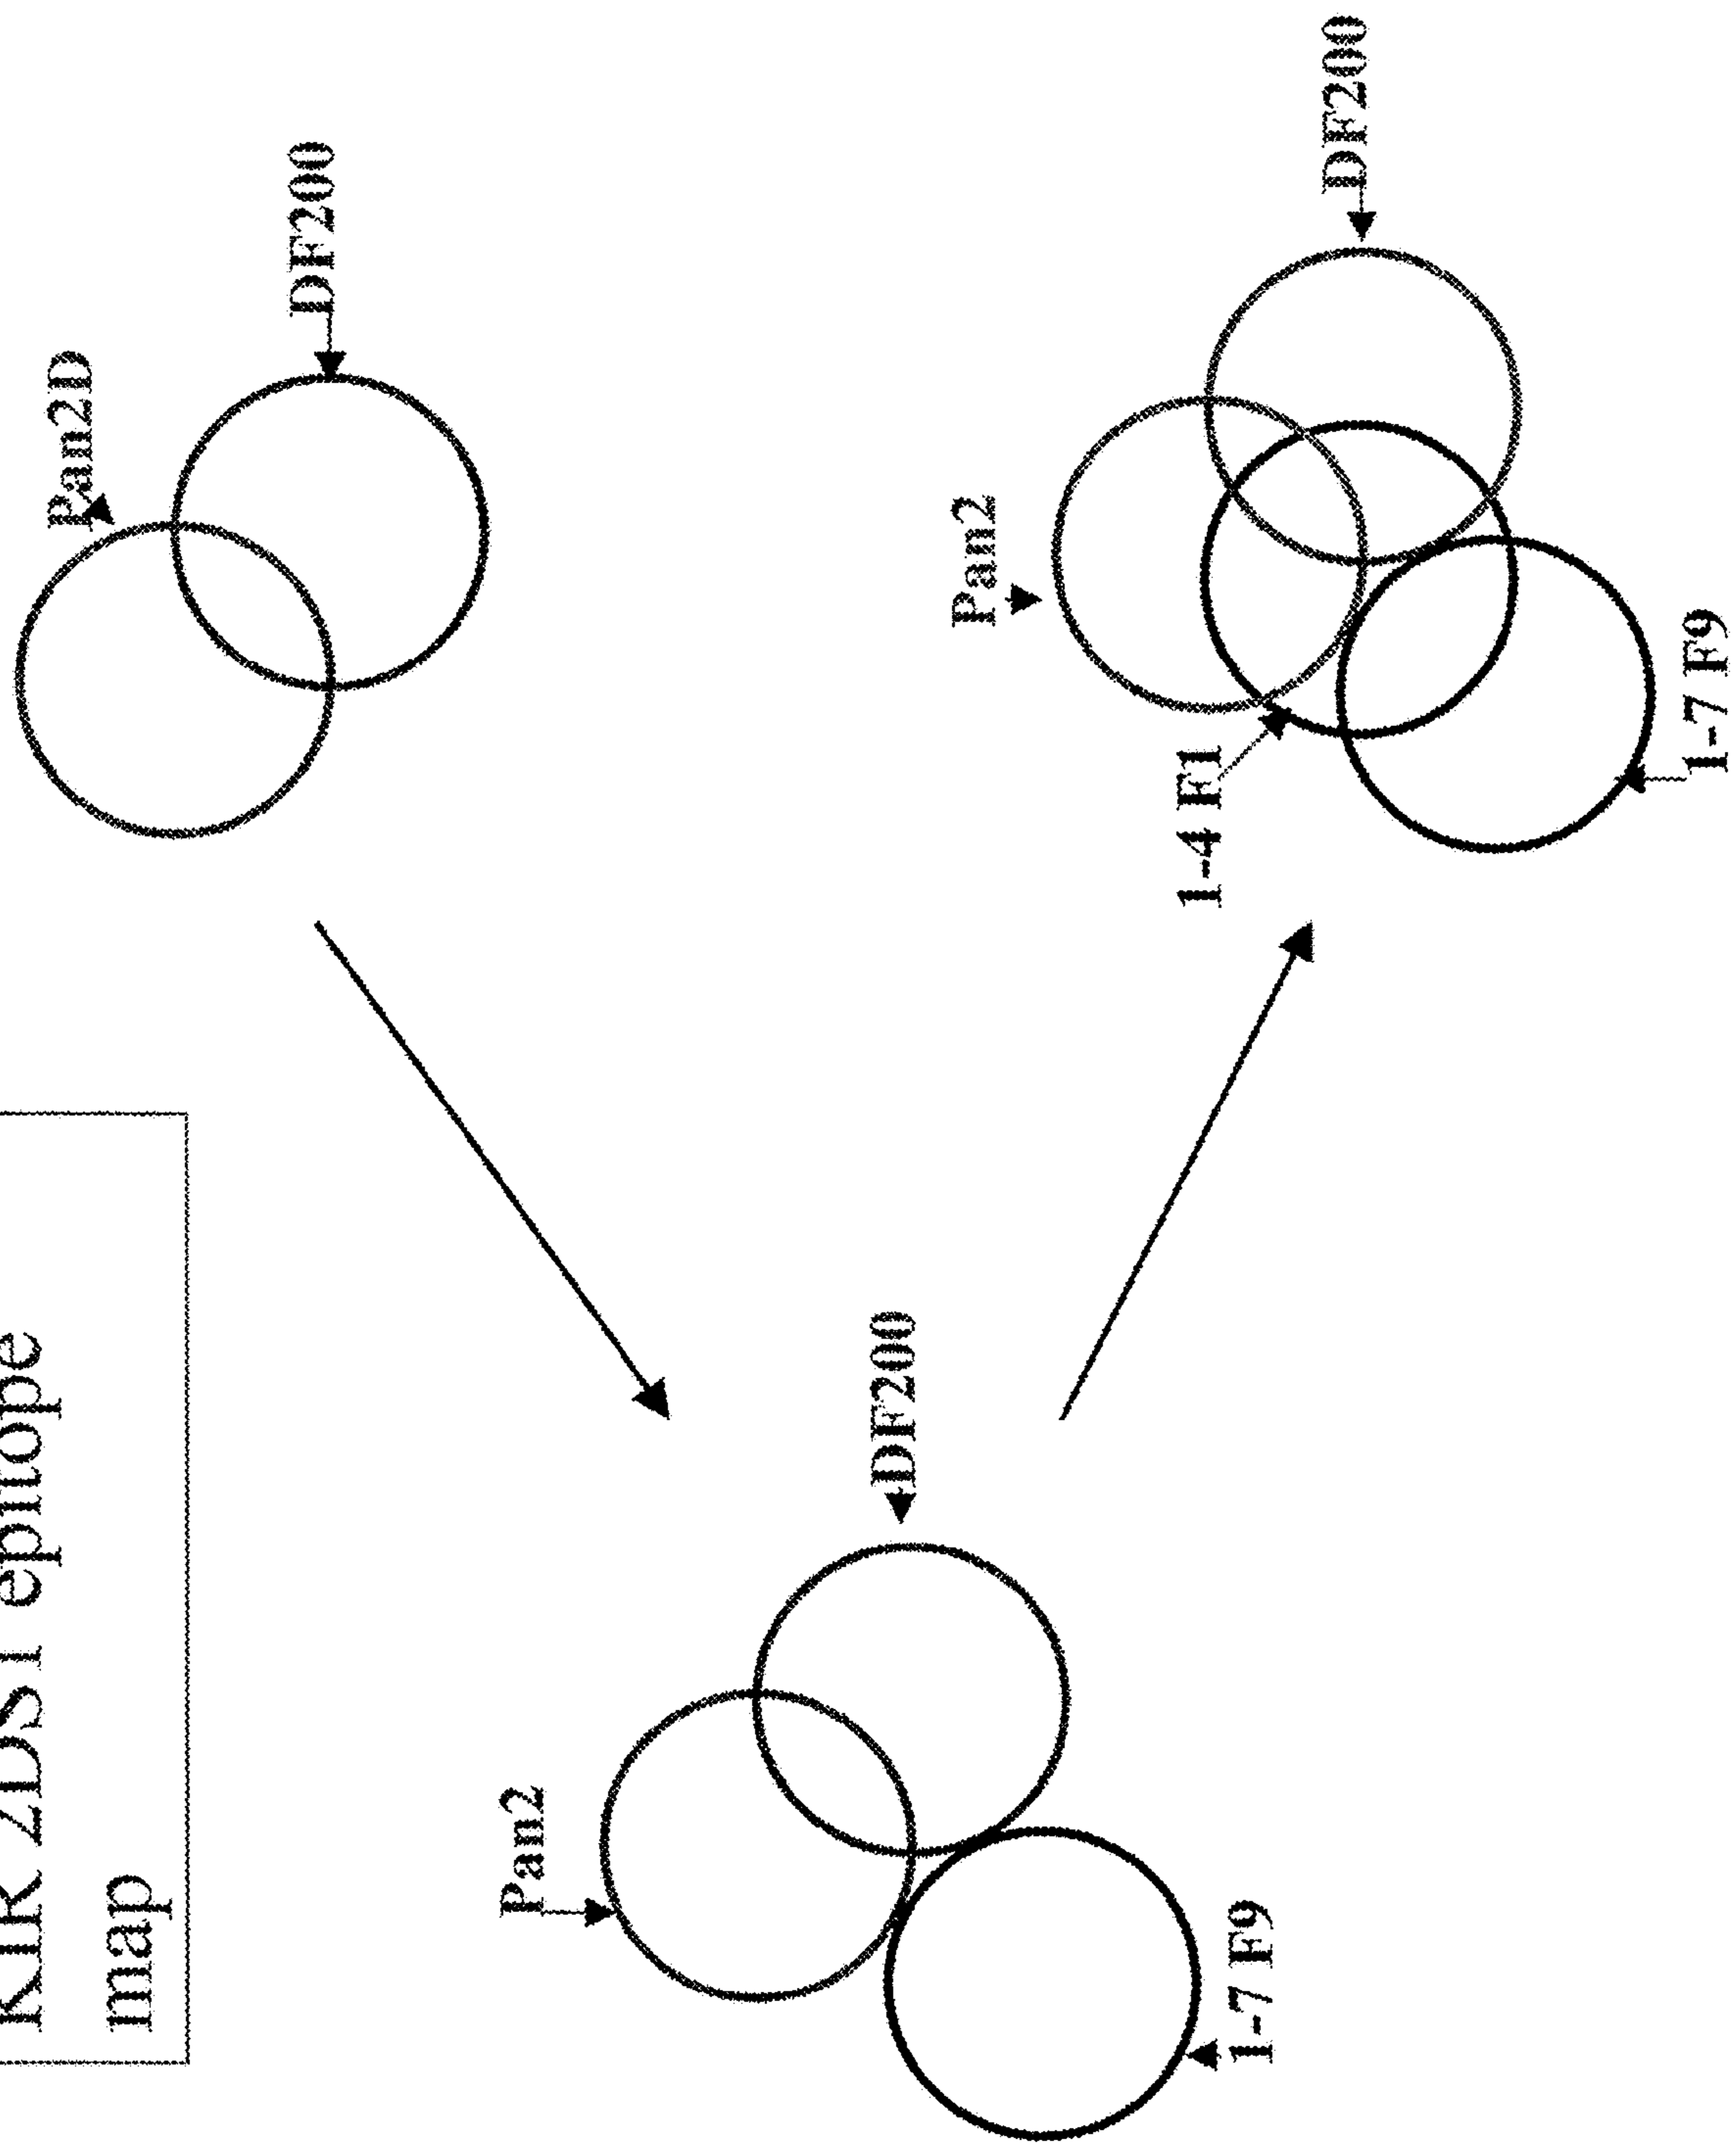 KIR 2DS1 epitope
map
Pan2D
DF200
Pan2
DF200
1-7 F9
Pan2
1-4 F1
DF200
1-7 F9